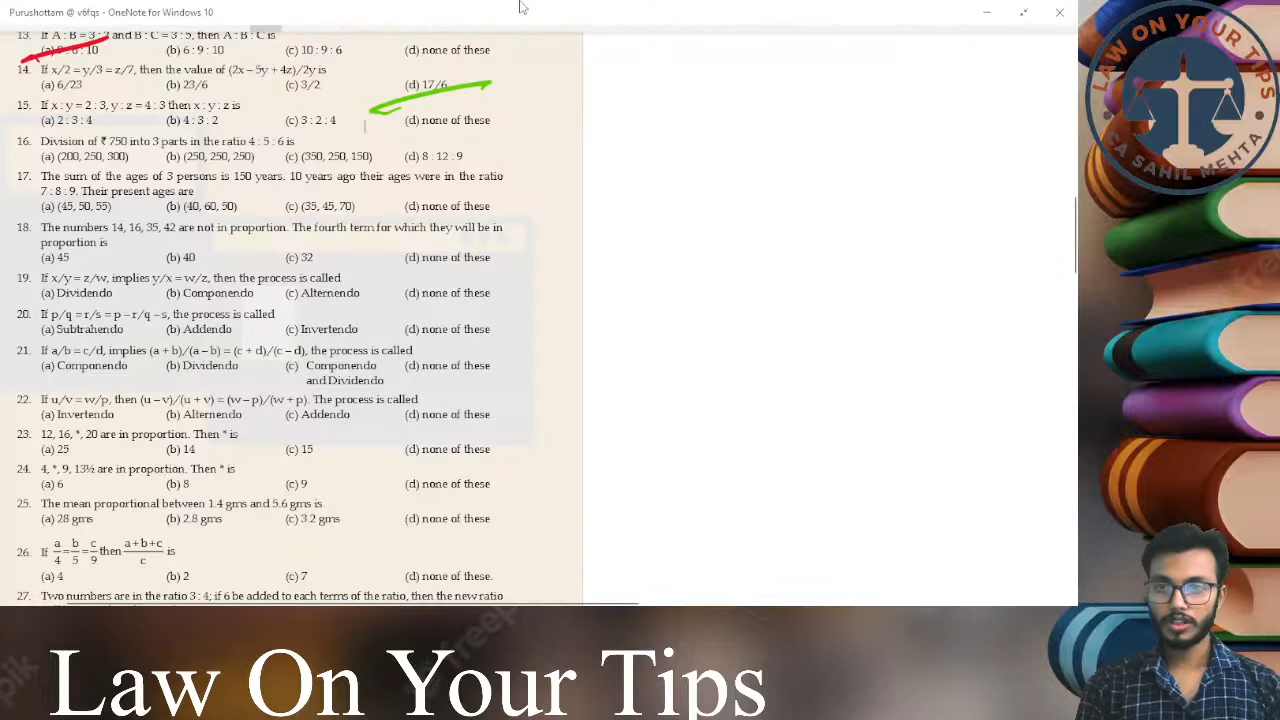 Purushottam @ v6fqs - OneNote for Windows 10
13. If A : B = 3 : 2 and B : C = 3 : 5, then A : B : C is
(a) 9 : 6 : 10 (b) 6 : 9 : 10 (c) 10 : 9 : 6 (d) none of these
14. If x/2 = y/3 = z/7, then the value of (2x – 5y + 4z)/2y is
(a) 6/23 (b) 23/6 (c) 3/2 (d) 17/6
15. If x : y = 2 : 3, y : z = 4 : 3 then x : y : z is
(a) 2 : 3 : 4 (b) 4 : 3 : 2 (c) 3 : 2 : 4 (d) none of these
16. Division of ₹ 750 into 3 parts in the ratio 4 : 5 : 6 is
(a) (200, 250, 300) (b) (250, 250, 250) (c) (350, 250, 150) (d) 8 : 12 : 9
17. The sum of the ages of 3 persons is 150 years. 10 years ago their ages were in the ratio
7 : 8 : 9. Their present ages are
(a) (45, 50, 55) (b) (40, 60, 50) (c) (35, 45, 70) (d) none of these
18. The numbers 14, 16, 35, 42 are not in proportion. The fourth term for which they will be in
proportion is
(a) 45 (b) 40 (c) 32 (d) none of these
19. If x/y = z/w, implies y/x = w/z, then the process is called
(a) Dividendo (b) Componendo (c) Alternendo (d) none of these
20. If p/q = r/s = p – r/q – s, the process is called
(a) Subtrahendo (b) Addendo (c) Invertendo (d) none of these
21. If a/b = c/d, implies (a + b)/(a – b) = (c + d)/(c – d), the process is called
(a) Componendo (b) Dividendo (c) Componendo (d) none of these
and Dividendo
22. If u/v = w/p, then (u – v)/(u + v) = (w – p)/(w + p). The process is called
(a) Invertendo (b) Alternendo (c) Addendo (d) none of these
23. 12, 16, *, 20 are in proportion. Then * is
(a) 25 (b) 14 (c) 15 (d) none of these
24. 4, *, 9, 13½ are in proportion. Then * is
(a) 6 (b) 8 (c) 9 (d) none of these
25. The mean proportional between 1.4 gms and 5.6 gms is
(a) 28 gms (b) 2.8 gms (c) 3.2 gms (d) none of these
26. If a/4 = b/5 = c/9 then (a+b+c)/c is
(a) 4 (b) 2 (c) 7 (d) none of these.
27. Two numbers are in the ratio 3 : 4; if 6 be added to each terms of the ratio, then the new ratio
LAW ON YOUR TIPS
CA SAHIL MEHTA
Law On Your Tips